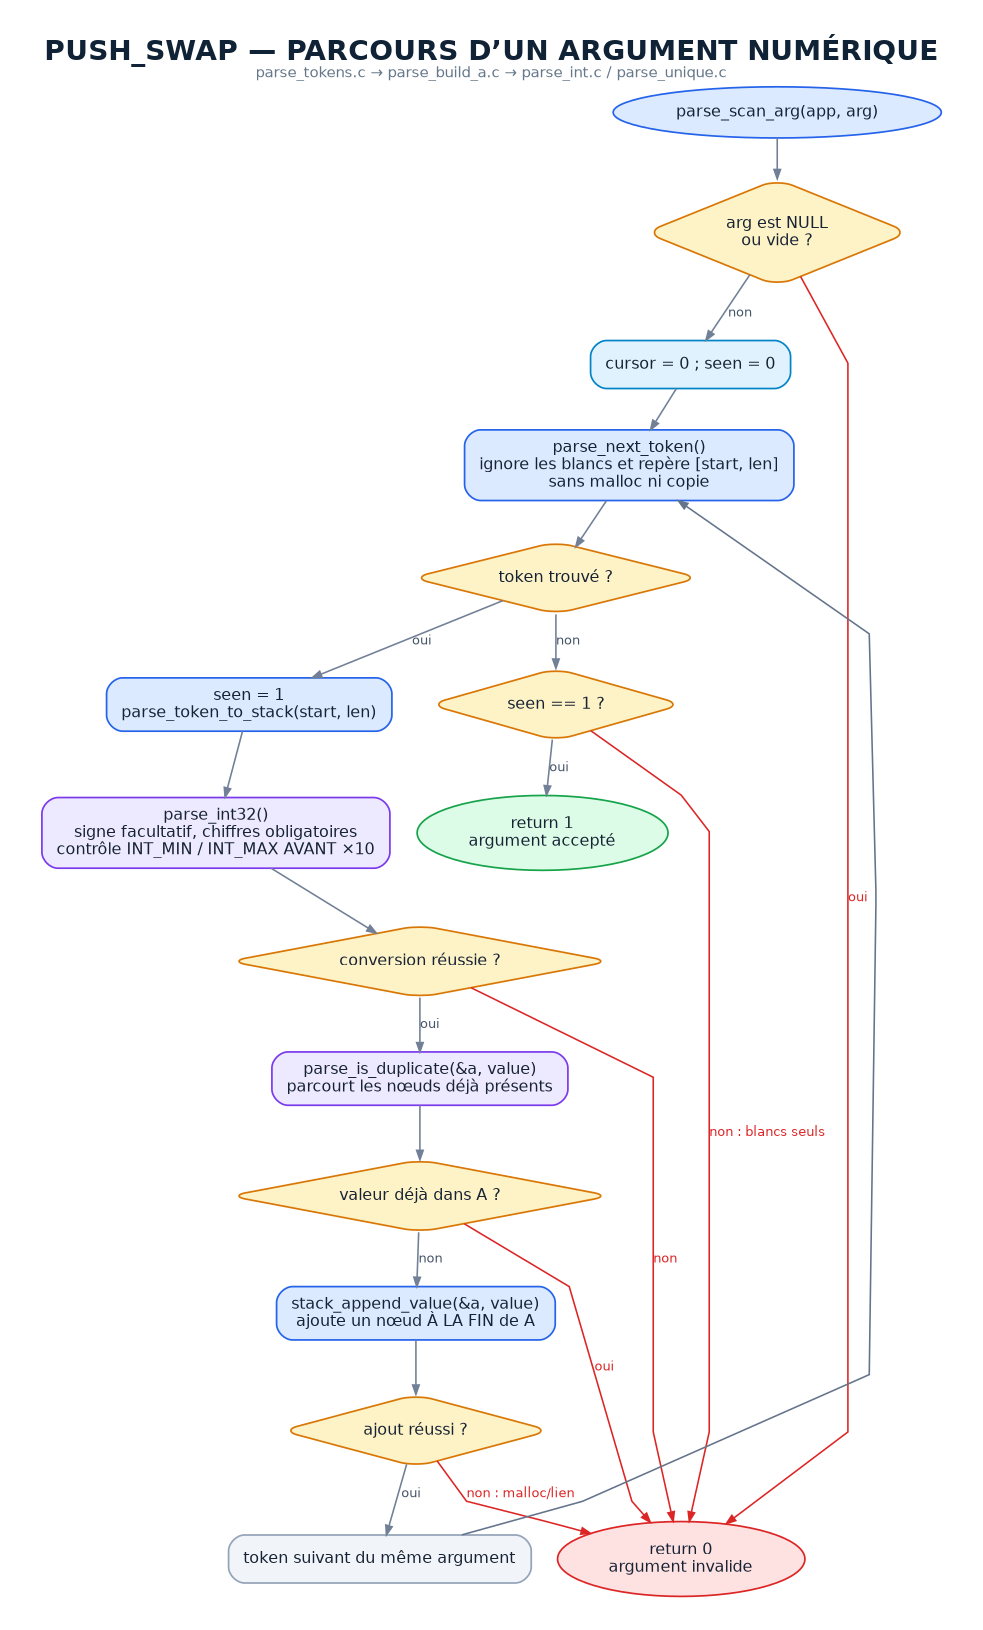 PUSH_SWAP — PARCOURS D’UN ARGUMENT NUMÉRIQUE
parse_tokens.c → parse_build_a.c → parse_int.c / parse_unique.c
parse_scan_arg(app, arg)
arg est NULL
ou vide ?
non
cursor = 0 ; seen = 0
parse_next_token()
ignore les blancs et repère [start, len]
sans malloc ni copie
token trouvé ?
oui
non
seen = 1
parse_token_to_stack(start, len)
seen == 1 ?
oui
parse_int32()
signe facultatif, chiffres obligatoires
contrôle INT_MIN / INT_MAX AVANT ×10
return 1
argument accepté
oui
conversion réussie ?
oui
parse_is_duplicate(&a, value)
parcourt les nœuds déjà présents
non : blancs seuls
valeur déjà dans A ?
non
non
stack_append_value(&a, value)
ajoute un nœud À LA FIN de A
oui
ajout réussi ?
oui
non : malloc/lien
token suivant du même argument
return 0
argument invalide